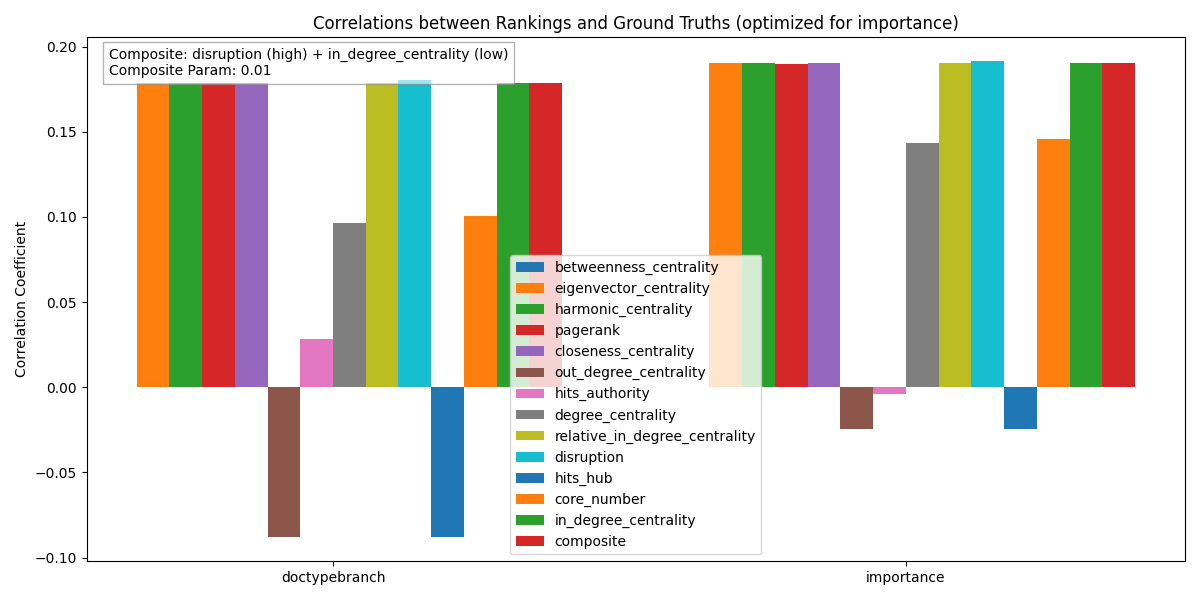 Correlations between Rankings and Ground Truths (optimized for importance)
Composite: disruption (high) + in_degree_centrality (low)
Composite Param: 0.01
Correlation Coefficient
0.20
0.15
0.10
0.05
0.00
−0.05
−0.10
betweenness_centrality
eigenvector_centrality
harmonic_centrality
pagerank
closeness_centrality
out_degree_centrality
hits_authority
degree_centrality
relative_in_degree_centrality
disruption
hits_hub
core_number
in_degree_centrality
composite
doctypebranch
importance